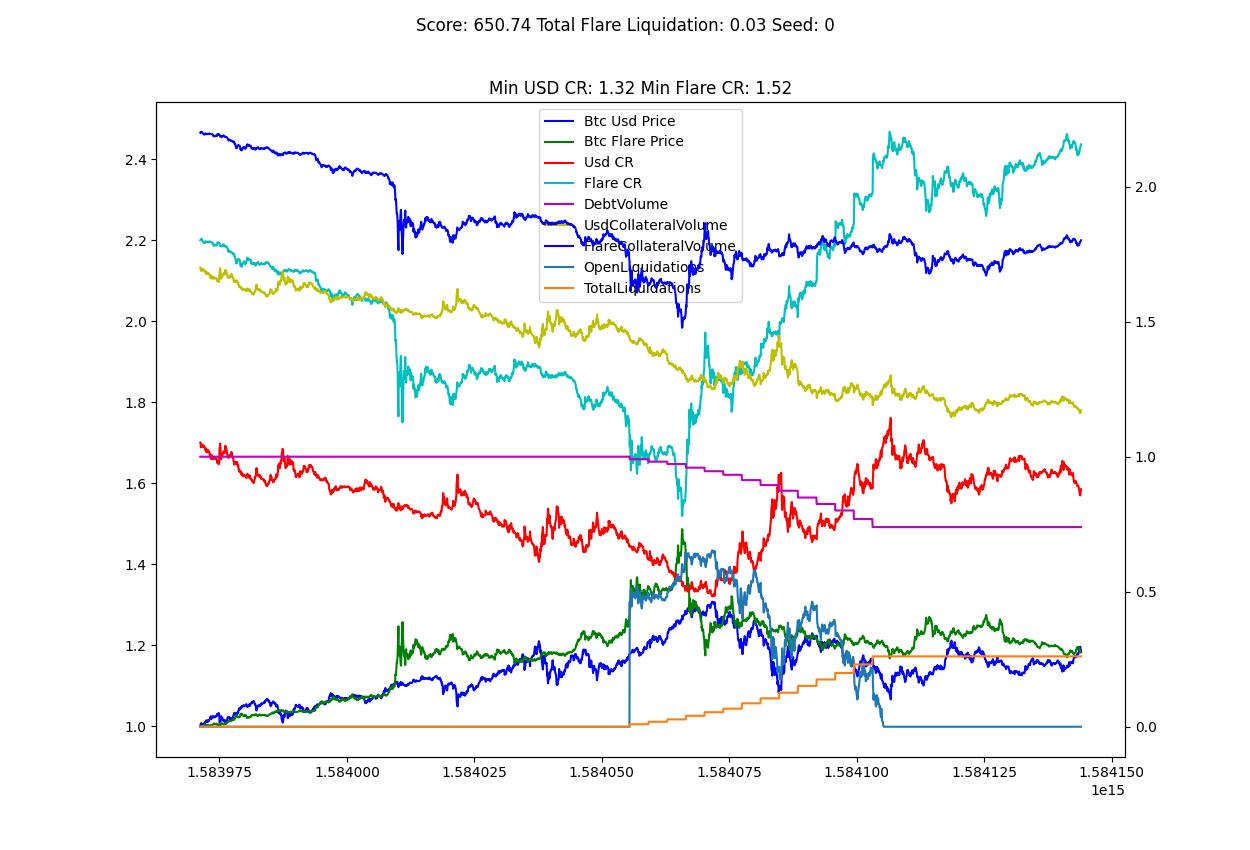 Score: 650.74 Total Flare Liquidation: 0.03 Seed: 0
Min USD CR: 1.32 Min Flare CR: 1.52
Btc Usd Price
Btc Flare Price
Usd CR
Flare CR
DebtVolume
UsdCollateralVolume
FlareCollateralVolume
OpenLiquidations
TotalLiquidations
2.4
2.2
2.0
1.8
1.6
1.4
1.2
1.0
2.0
1.5
1.0
0.5
0.0
1.583975 1.584000 1.584025 1.584050 1.584075 1.584100 1.584125 1.584150
1e15